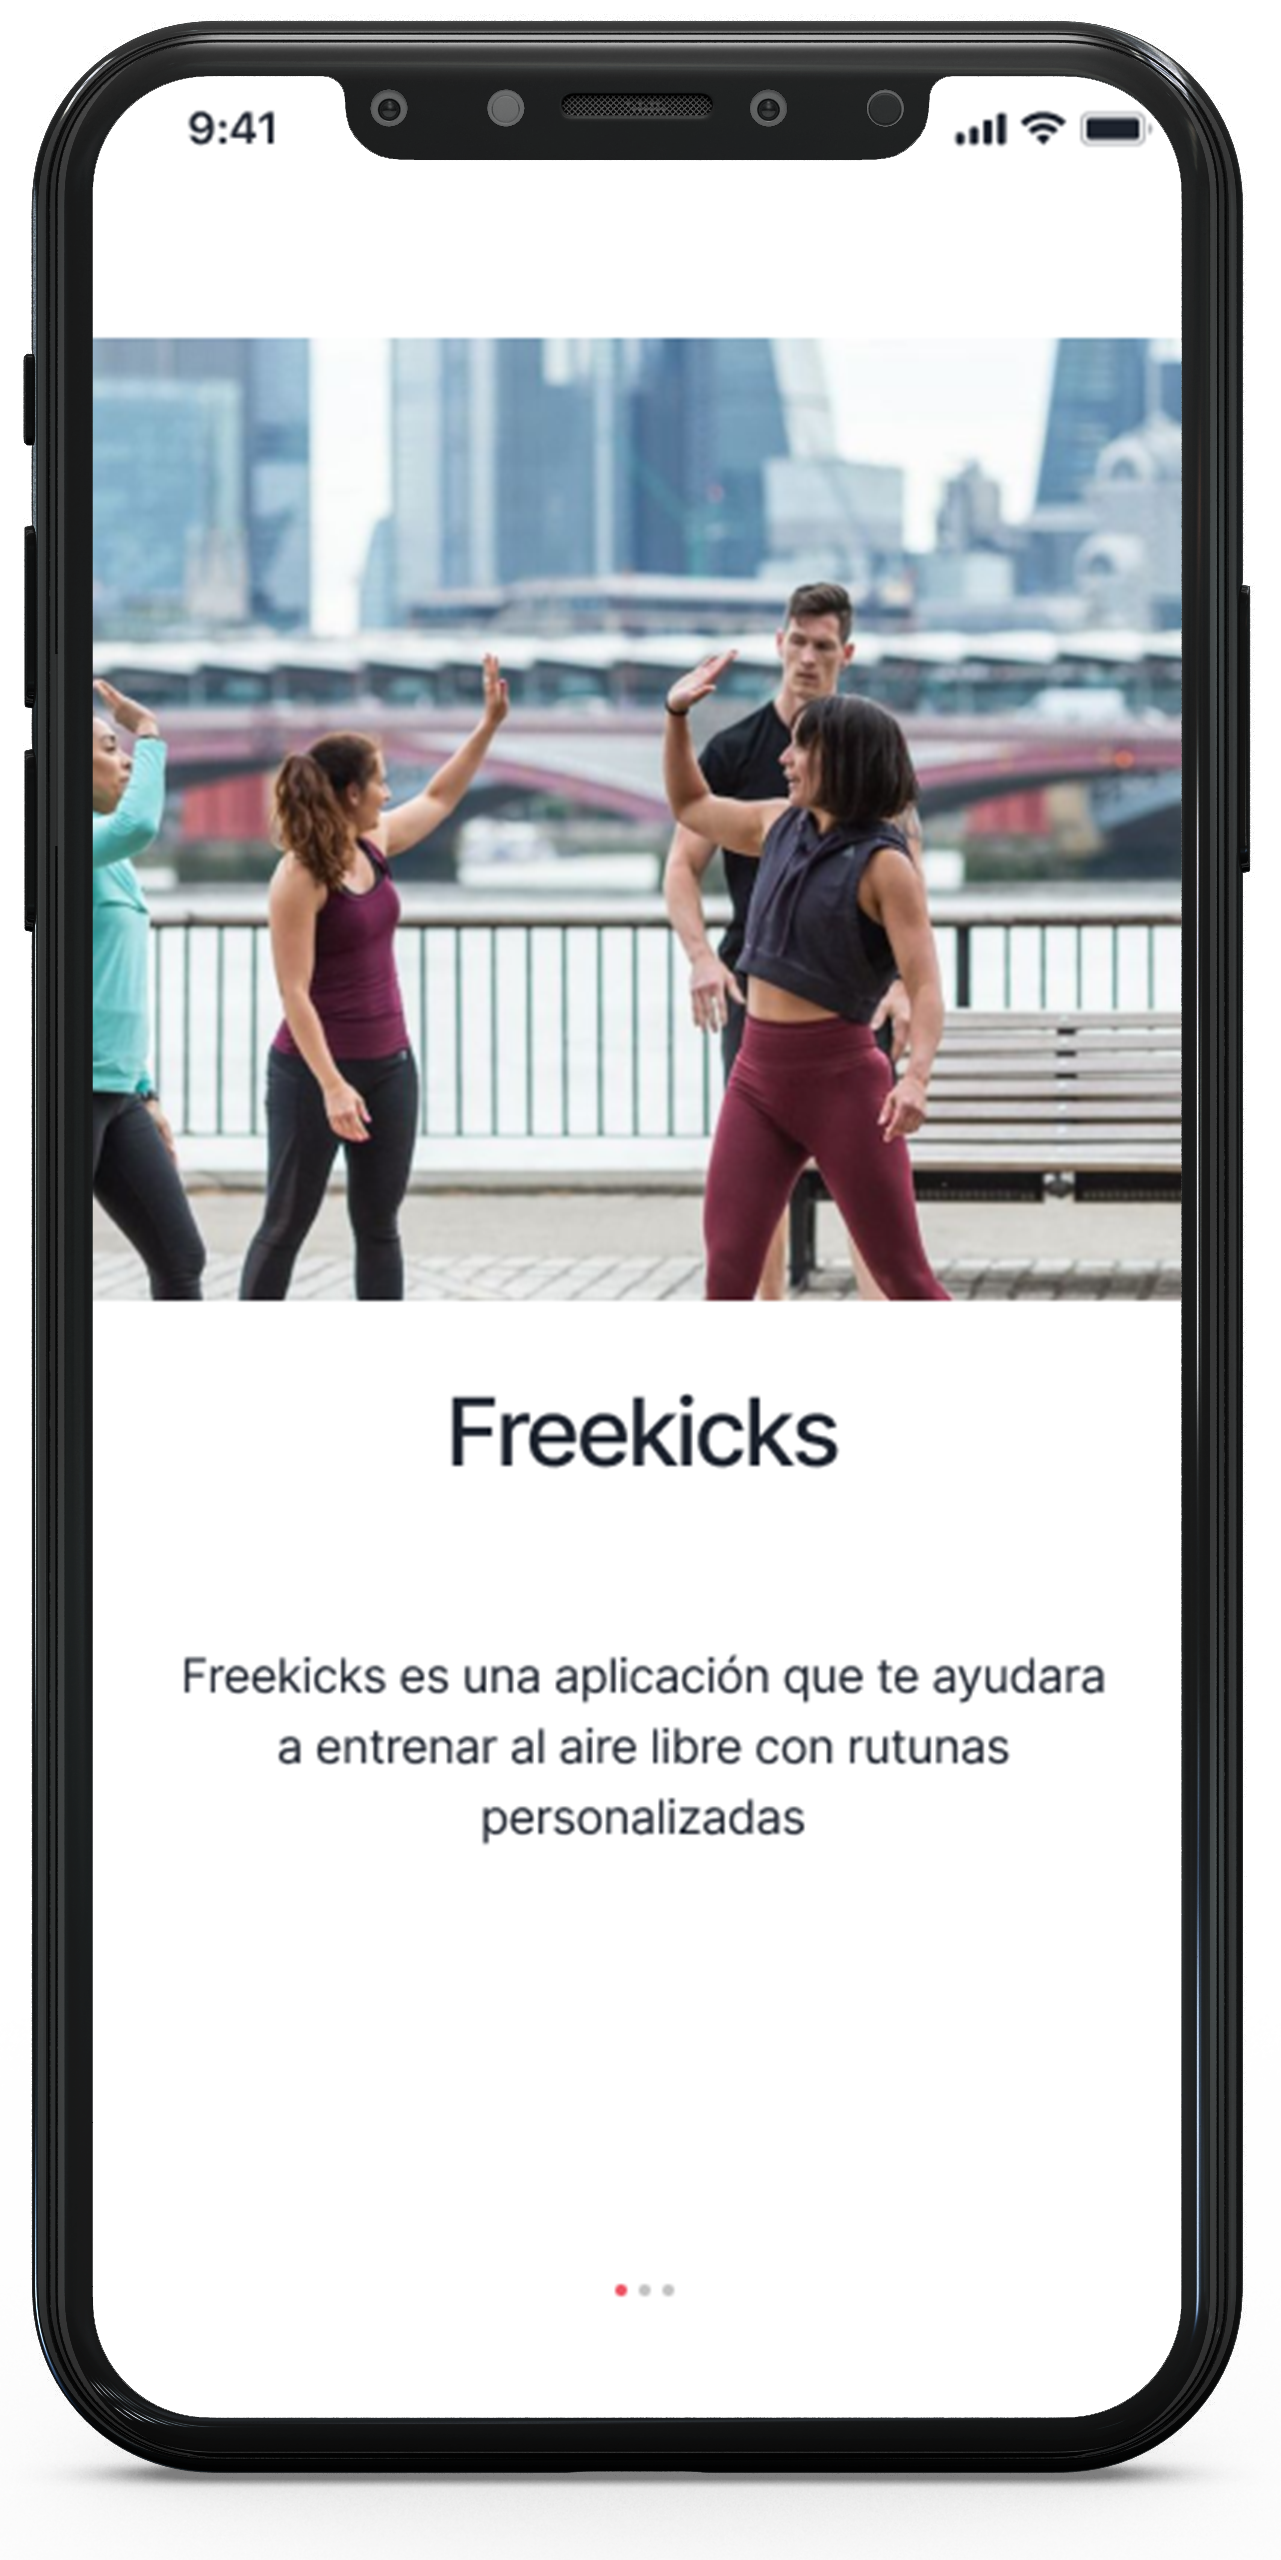 9:41
Freekicks
Freekicks es una aplicación que te ayudara
a entrenar al aire libre con rutunas
personalizadas